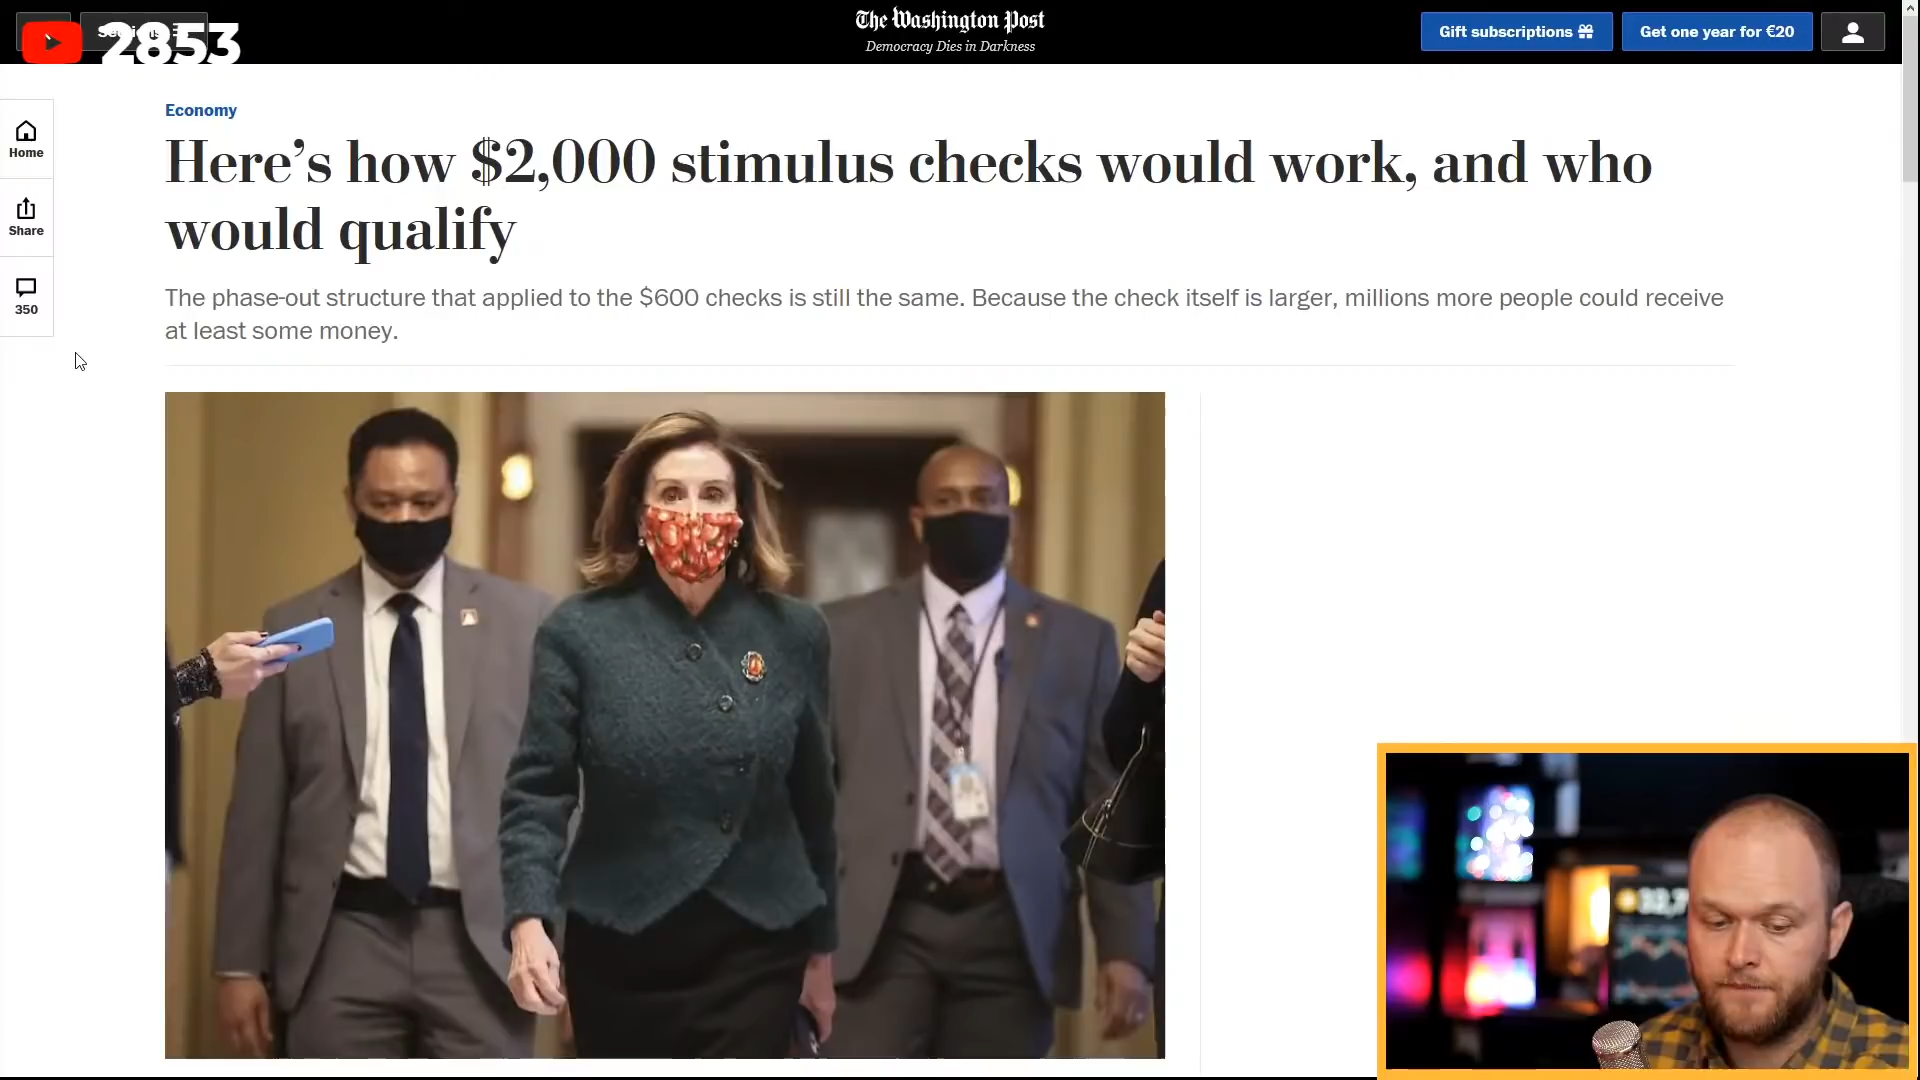 2853
The Washington Post
Democracy Dies in Darkness
Gift subscriptions
Get one year for €20
Home
Share
350
Economy
Here’s how $2,000 stimulus checks would work, and who
would qualify
The phase-out structure that applied to the $600 checks is still the same. Because the check itself is larger, millions more people could receive
at least some money.
32,7